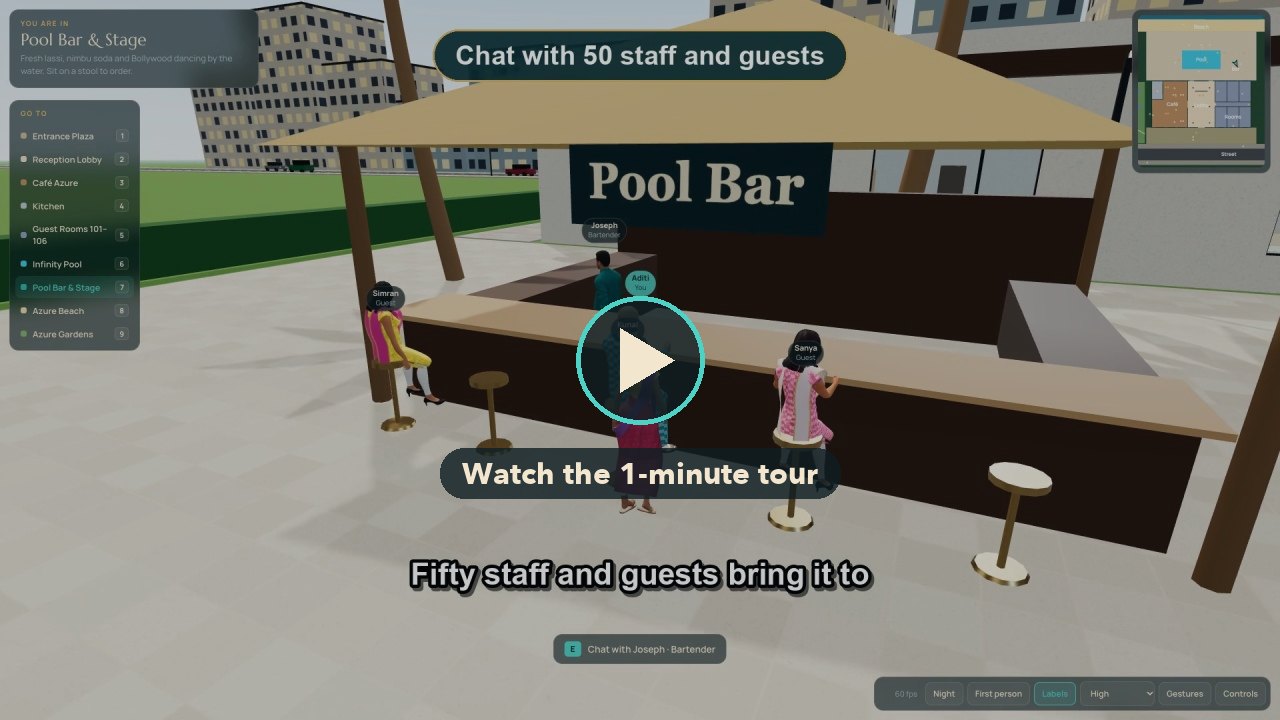 YOU ARE IN
Pool Bar & Stage
Fresh lassi, nimbu soda and Bollywood dancing by the
water. Sit on a stool to order.
Chat with 50 staff and guests
GO TO
Entrance Plaza 1
Reception Lobby 2
Café Azure 3
Kitchen 4
Guest Rooms 101–
106 5
Infinity Pool 6
Pool Bar & Stage 7
Azure Beach 8
Azure Gardens 9
Beach
Pool
Café
Rooms
Street
Pool Bar
Joseph
Bartender
Aditi
You
Simran
Guest
Sanya
Guest
Watch the 1-minute tour
Fifty staff and guests bring it to
E Chat with Joseph · Bartender
60 fps
Night
First person
Labels
High
Gestures
Controls